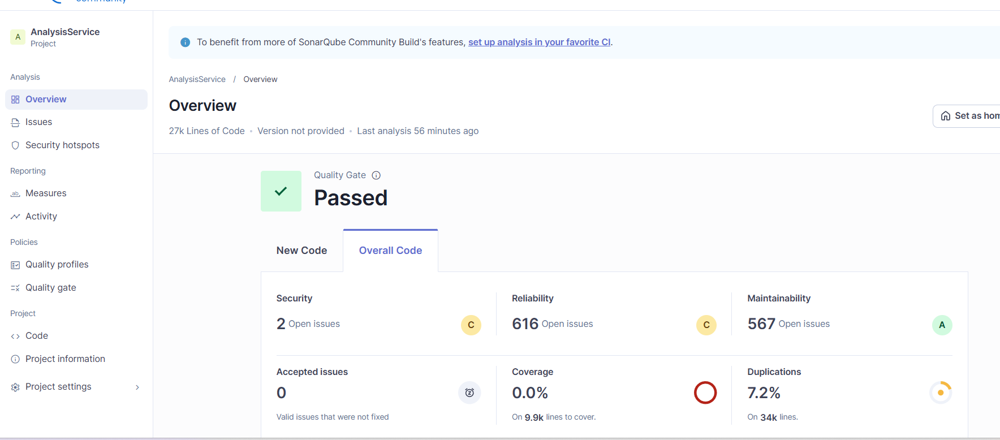 community
A
AnalysisService
Project
Analysis
Overview
Issues
Security hotspots
Reporting
Measures
Activity
Policies
Quality profiles
Quality gate
Project
Code
Project information
Project settings
To benefit from more of SonarQube Community Build's features, set up analysis in your favorite CI.
AnalysisService / Overview
Overview
27k Lines of Code • Version not provided • Last analysis 56 minutes ago
Set as hom
Quality Gate
Passed
New Code
Overall Code
Security
2 Open issues
C
Reliability
616 Open issues
C
Maintainability
567 Open issues
A
Accepted issues
0
Valid issues that were not fixed
Coverage
0.0%
On 9.9k lines to cover.
Duplications
7.2%
On 34k lines.